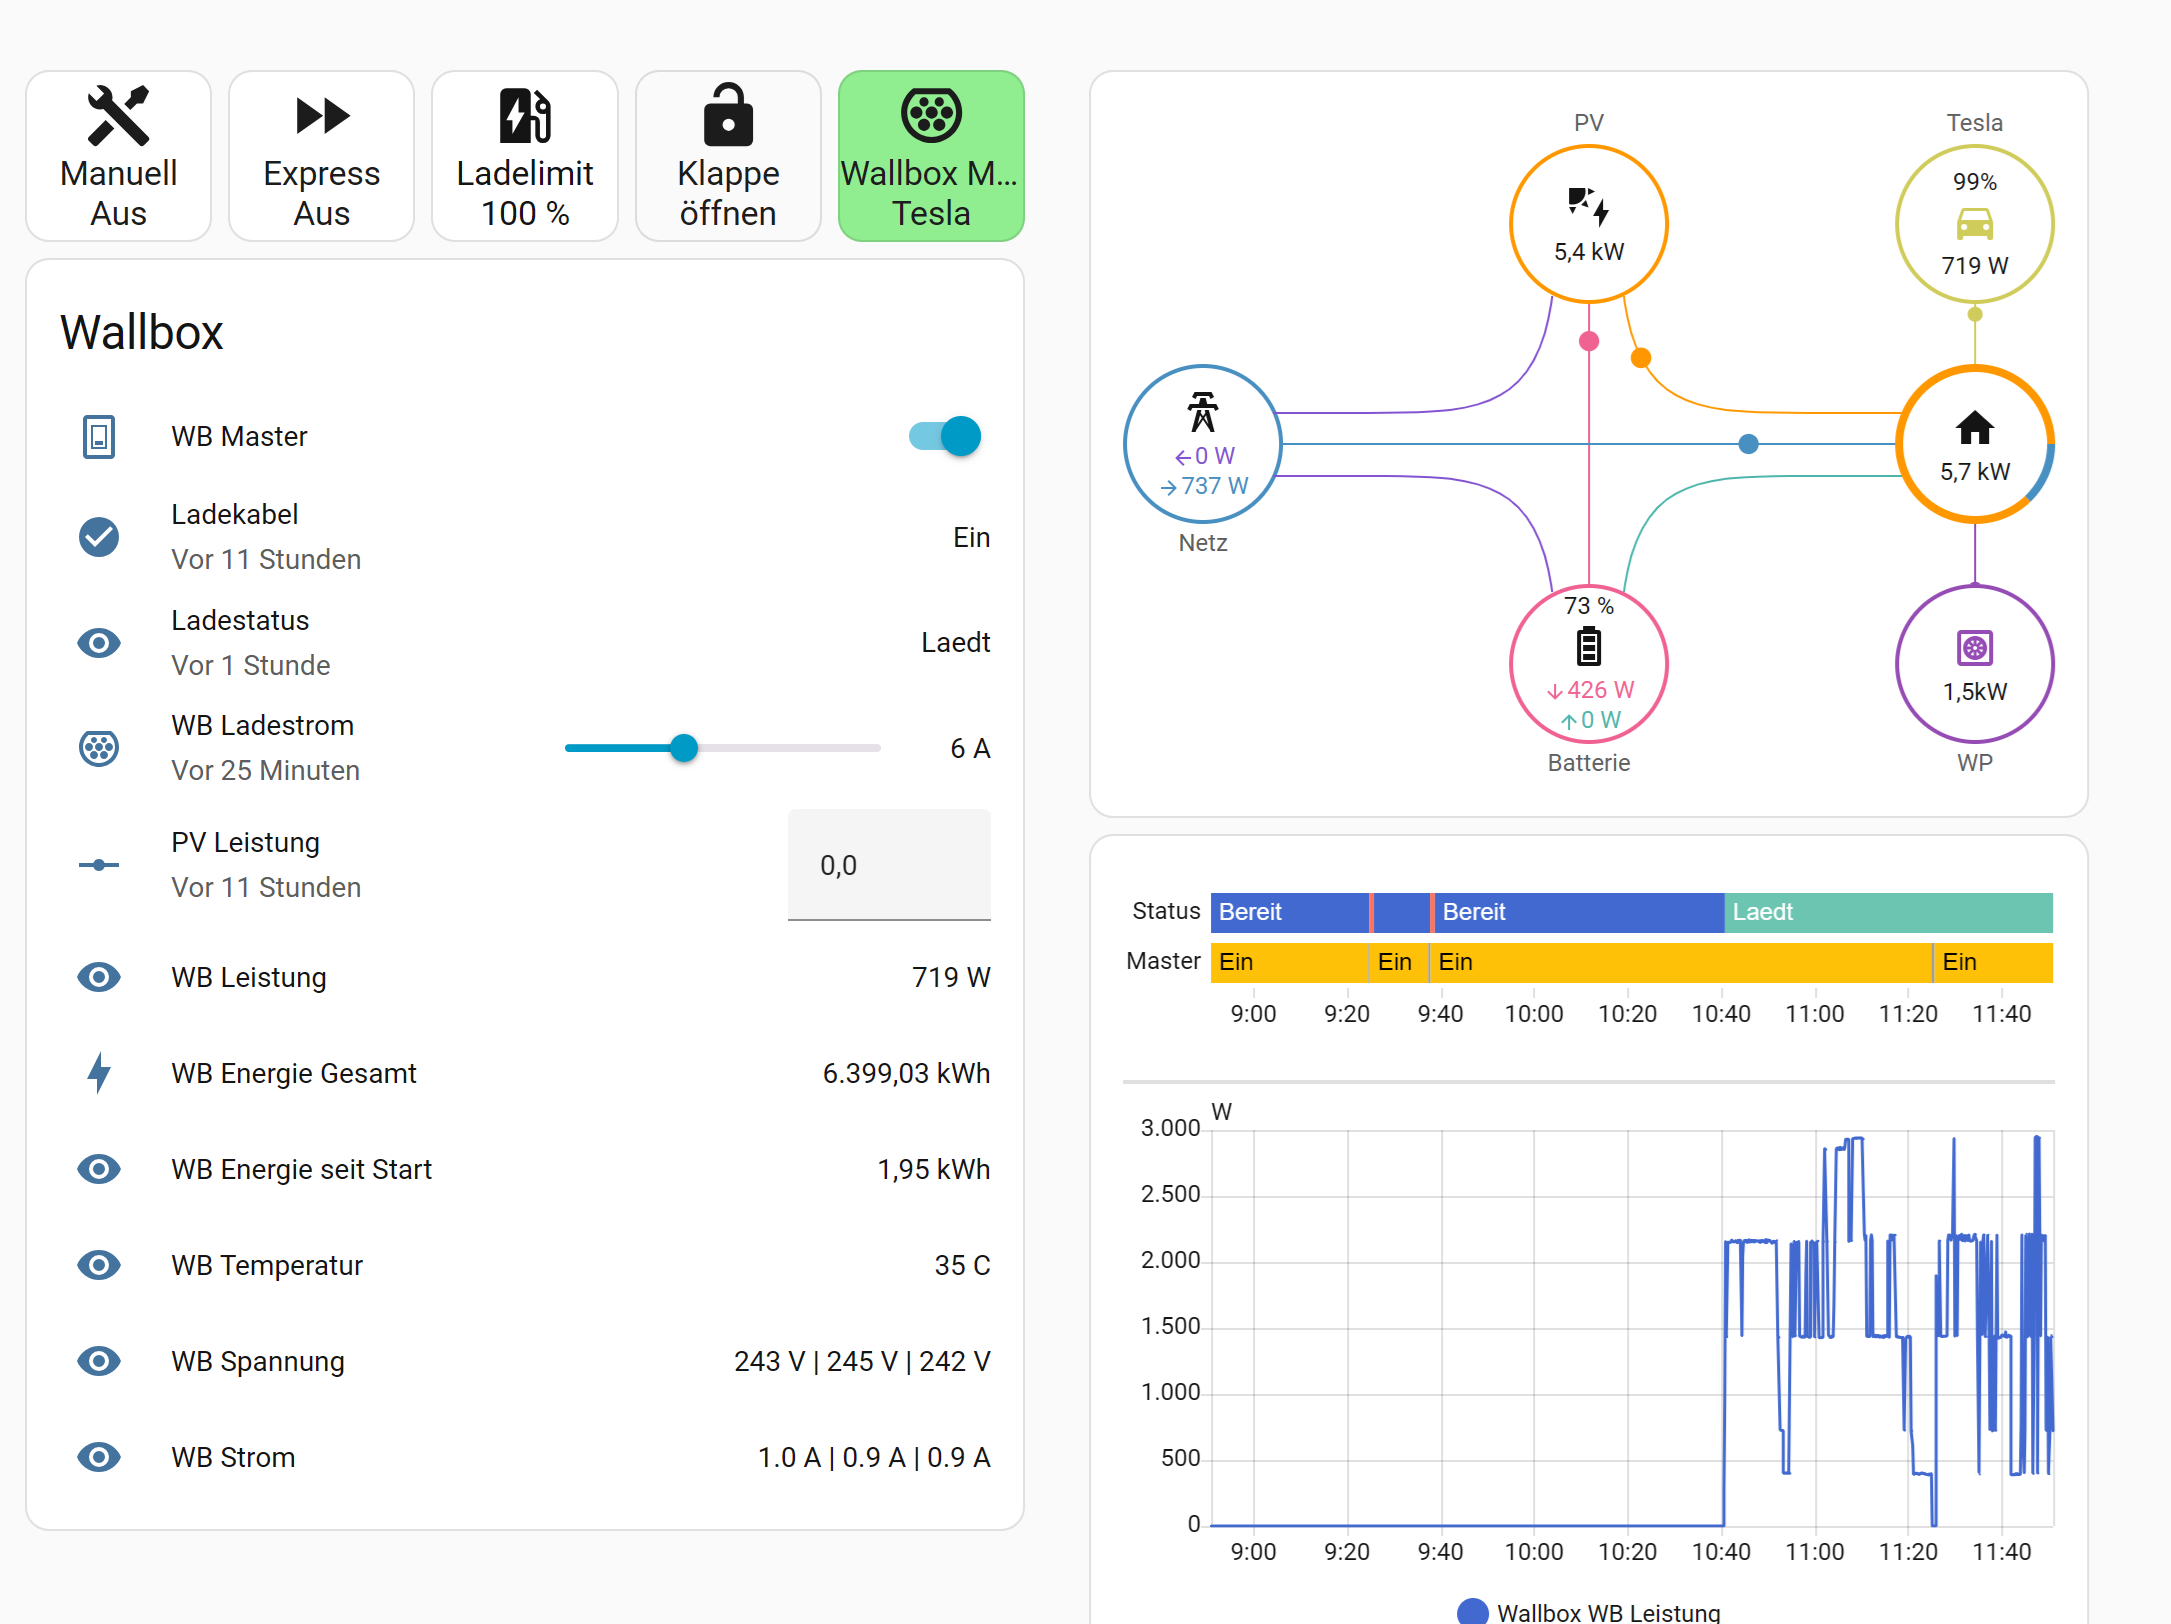 Manuell
Aus
Express
Aus
Ladelimit
100 %
Klappe
öffnen
Wallbox M...
Tesla
Wallbox
WB Master
Ladekabel
Vor 11 Stunden
Ein
Ladestatus
Vor 1 Stunde
Laedt
WB Ladestrom
Vor 25 Minuten
6 A
PV Leistung
Vor 11 Stunden
0,0
WB Leistung
719 W
WB Energie Gesamt
6.399,03 kWh
WB Energie seit Start
1,95 kWh
WB Temperatur
35 C
WB Spannung
243 V | 245 V | 242 V
WB Strom
1.0 A | 0.9 A | 0.9 A
PV
5,4 kW
Tesla
99%
719 W
←0 W
→737 W
Netz
5,7 kW
73 %
↓426 W
↑0 W
Batterie
1,5kW
WP
Status
Bereit
Bereit
Laedt
Master
Ein
Ein
Ein
Ein
9:00 9:20 9:40 10:00 10:20 10:40 11:00 11:20 11:40
W
3.000
2.500
2.000
1.500
1.000
500
0
9:00 9:20 9:40 10:00 10:20 10:40 11:00 11:20 11:40
Wallbox WB Leistung